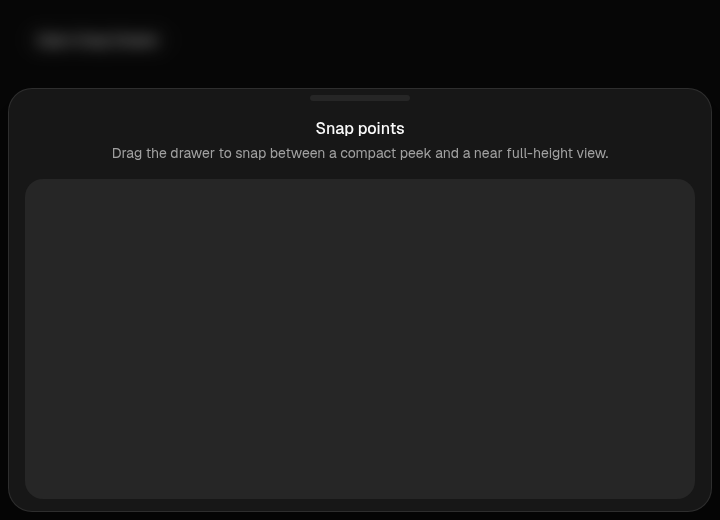 Snap points
Drag the drawer to snap between a compact peek and a near full-height view.